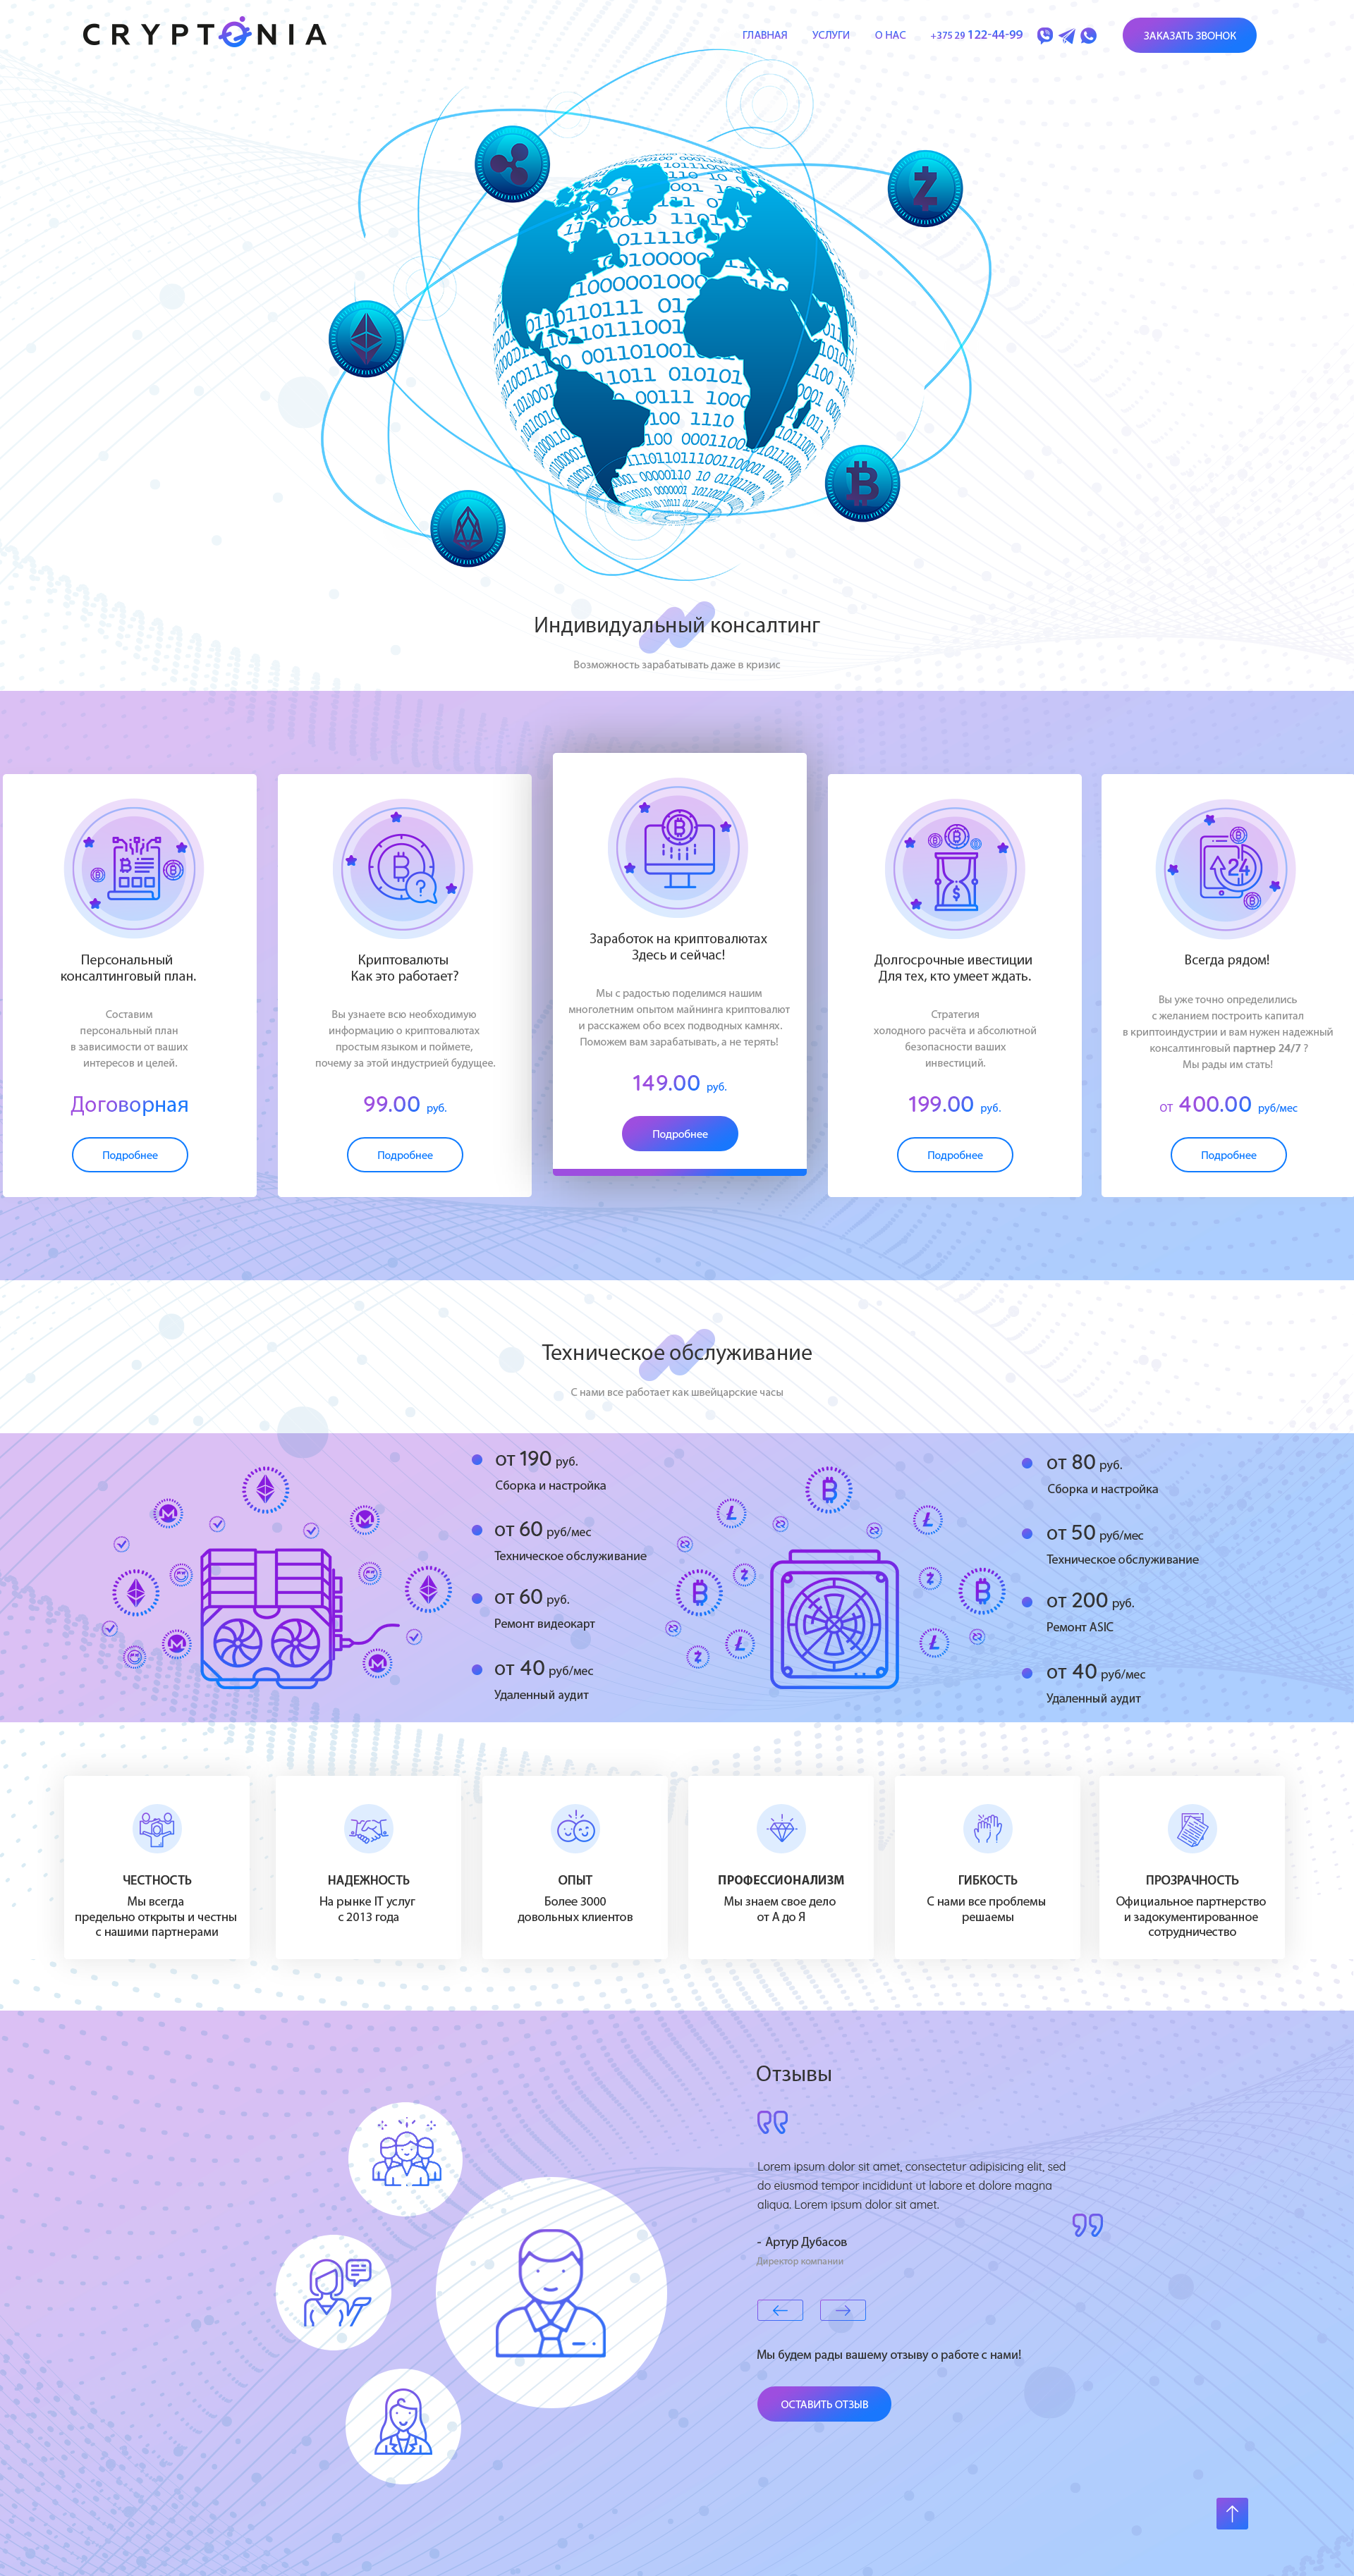 CRYPTONIA
ГЛАВНАЯ
УСЛУГИ
О НАС
+375 29 122-44-99
ЗАКАЗАТЬ ЗВОНОК
Индивидуальный консалтинг
Возможность зарабатывать даже в кризис
Персональный
консалтинговый план.
Составим
персональный план
в зависимости от ваших
интересов и целей.
Договорная
Подробнее
Криптовалюты
Как это работает?
Вы узнаете всю необходимую
информацию о криптовалютах
простым языком и поймете,
почему за этой индустрией будущее.
99.00 руб.
Подробнее
Заработок на криптовалютах
Здесь и сейчас!
Мы с радостью поделимся нашим
многолетним опытом майнинга криптовалют
и расскажем обо всех подводных камнях.
Поможем вам зарабатывать, а не терять!
149.00 руб.
Подробнее
Долгосрочные ивестиции
Для тех, кто умеет ждать.
Стратегия
холодного расчёта и абсолютной
безопасности ваших
инвестиций.
199.00 руб.
Подробнее
24
Всегда рядом!
Вы уже точно определились
с желанием построить капитал
в криптоиндустрии и вам нужен надежный
консалтинговый партнер 24/7 ?
Мы рады им стать!
от 400.00 руб/мес
Подробнее
Техническое обслуживание
С нами все работает как швейцарские часы
от 190 руб.
Сборка и настройка
от 60 руб/мес
Техническое обслуживание
от 60 руб.
Ремонт видеокарт
от 40 руб/мес
Удаленный аудит
от 80 руб.
Сборка и настройка
от 50 руб/мес
Техническое обслуживание
от 200 руб.
Ремонт ASIC
от 40 руб/мес
Удаленный аудит
ЧЕСТНОСТЬ
Мы всегда
предельно открыты и честны
с нашими партнерами
НАДЕЖНОСТЬ
На рынке IT услуг
с 2013 года
ОПЫТ
Более 3000
довольных клиентов
ПРОФЕССИОНАЛИЗМ
Мы знаем свое дело
от А до Я
ГИБКОСТЬ
С нами все проблемы
решаемы
ПРОЗРАЧНОСТЬ
Официальное партнерство
и задокументированное
сотрудничество
Отзывы
Lorem ipsum dolor sit amet, consectetur adipisicing elit, sed
do eiusmod tempor incididunt ut labore et dolore magna
aliqua. Lorem ipsum dolor sit amet.
- Артур Дубасов
Директор компании
Мы будем рады вашему отзыву о работе с нами!
ОСТАВИТЬ ОТЗЫВ